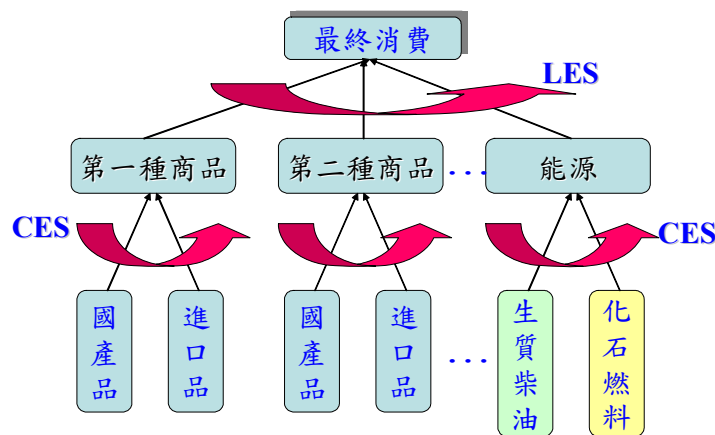 最終消費
LES
第一種商品
第二種商品
...
能源
CES
CES
國產品
進口品
國產品
進口品
...
生質柴油
化石燃料